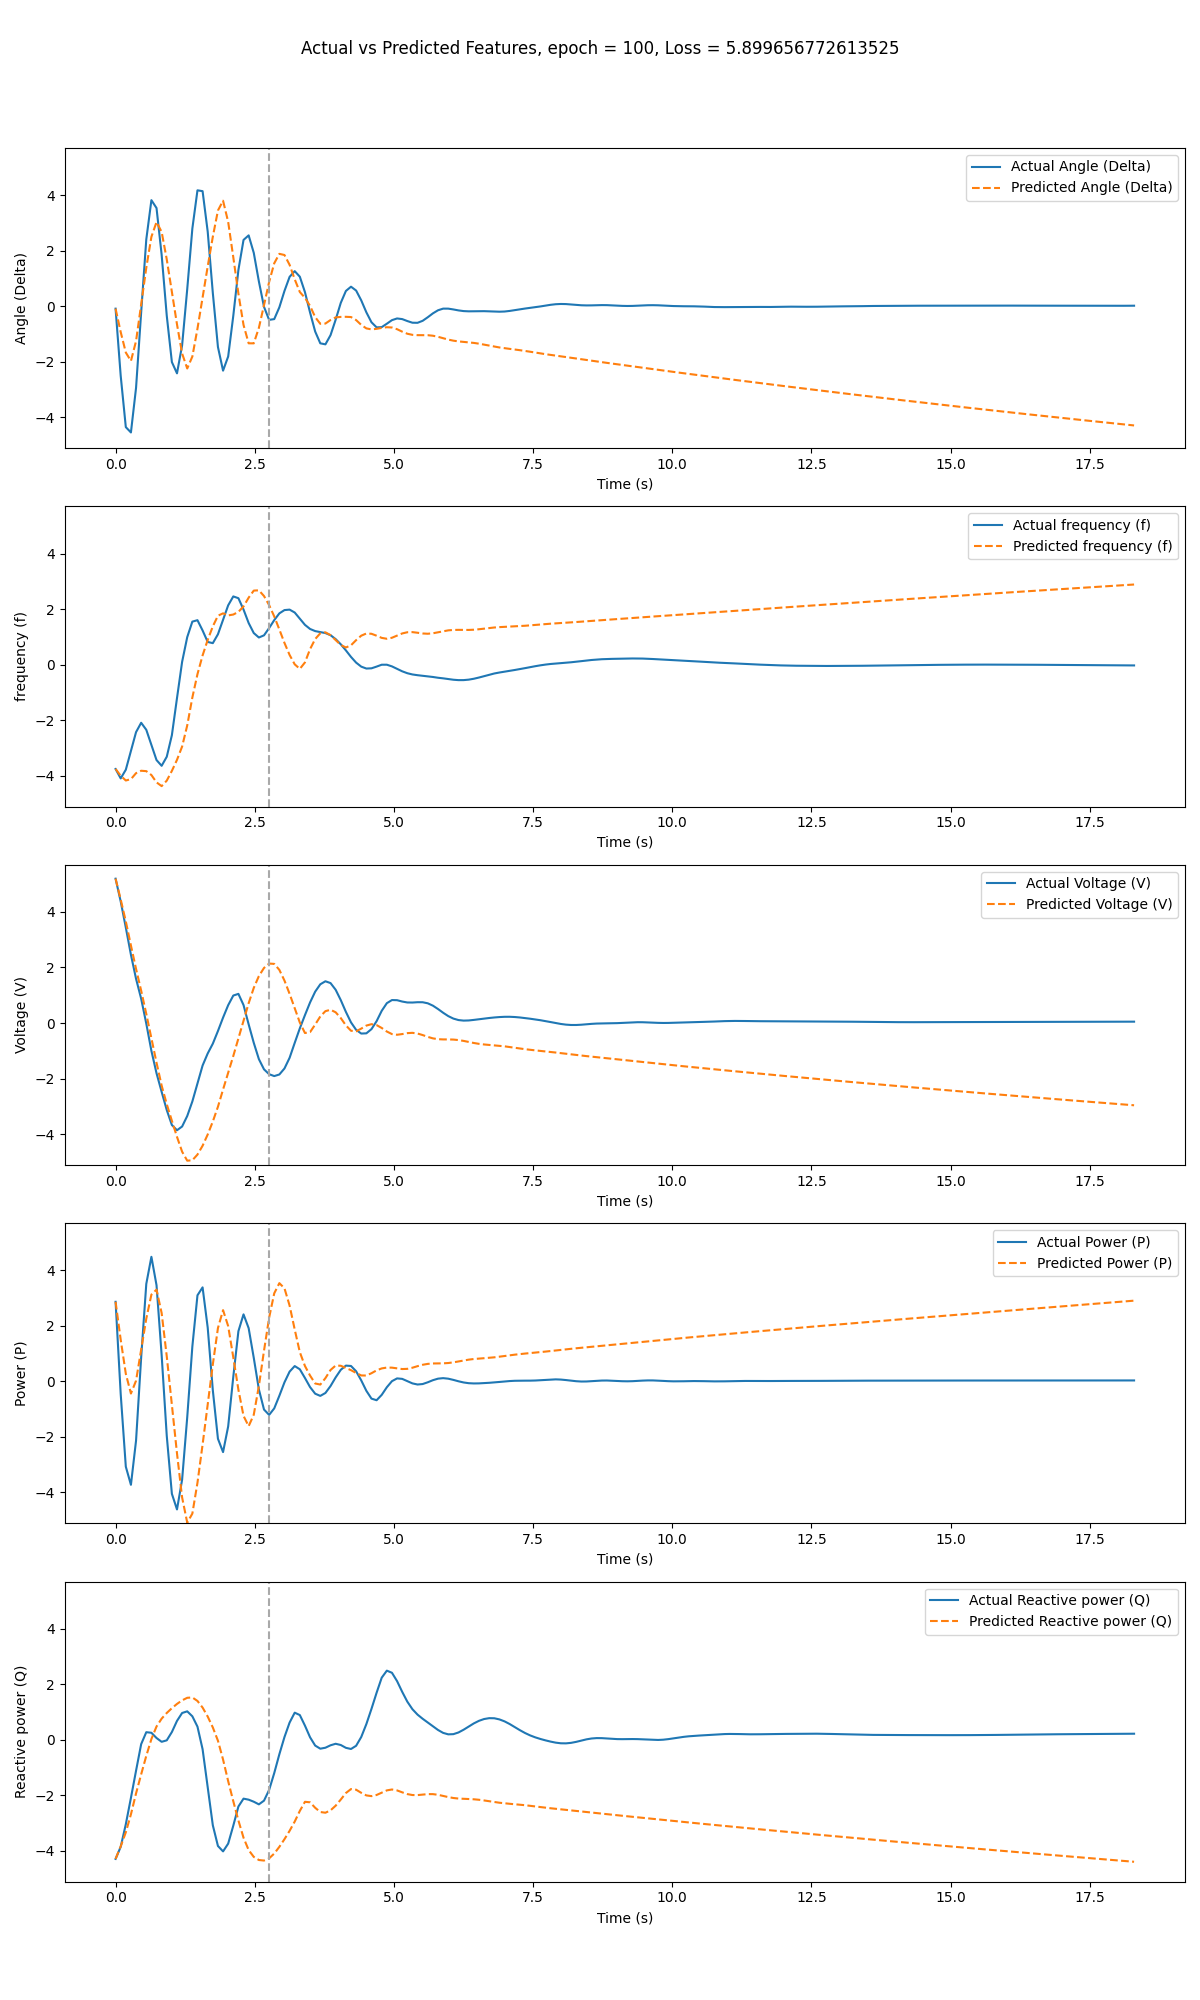 Actual vs Predicted Features, epoch = 100, Loss = 5.899656772613525
Actual Angle (Delta)
Predicted Angle (Delta)
Angle (Delta)
4
2
0
−2
−4
0.0 2.5 5.0 7.5 10.0 12.5 15.0 17.5
Time (s)
Actual frequency (f)
Predicted frequency (f)
frequency (f)
4
2
0
−2
−4
0.0 2.5 5.0 7.5 10.0 12.5 15.0 17.5
Time (s)
Actual Voltage (V)
Predicted Voltage (V)
Voltage (V)
4
2
0
−2
−4
0.0 2.5 5.0 7.5 10.0 12.5 15.0 17.5
Time (s)
Actual Power (P)
Predicted Power (P)
Power (P)
4
2
0
−2
−4
0.0 2.5 5.0 7.5 10.0 12.5 15.0 17.5
Time (s)
Actual Reactive power (Q)
Predicted Reactive power (Q)
Reactive power (Q)
4
2
0
−2
−4
0.0 2.5 5.0 7.5 10.0 12.5 15.0 17.5
Time (s)